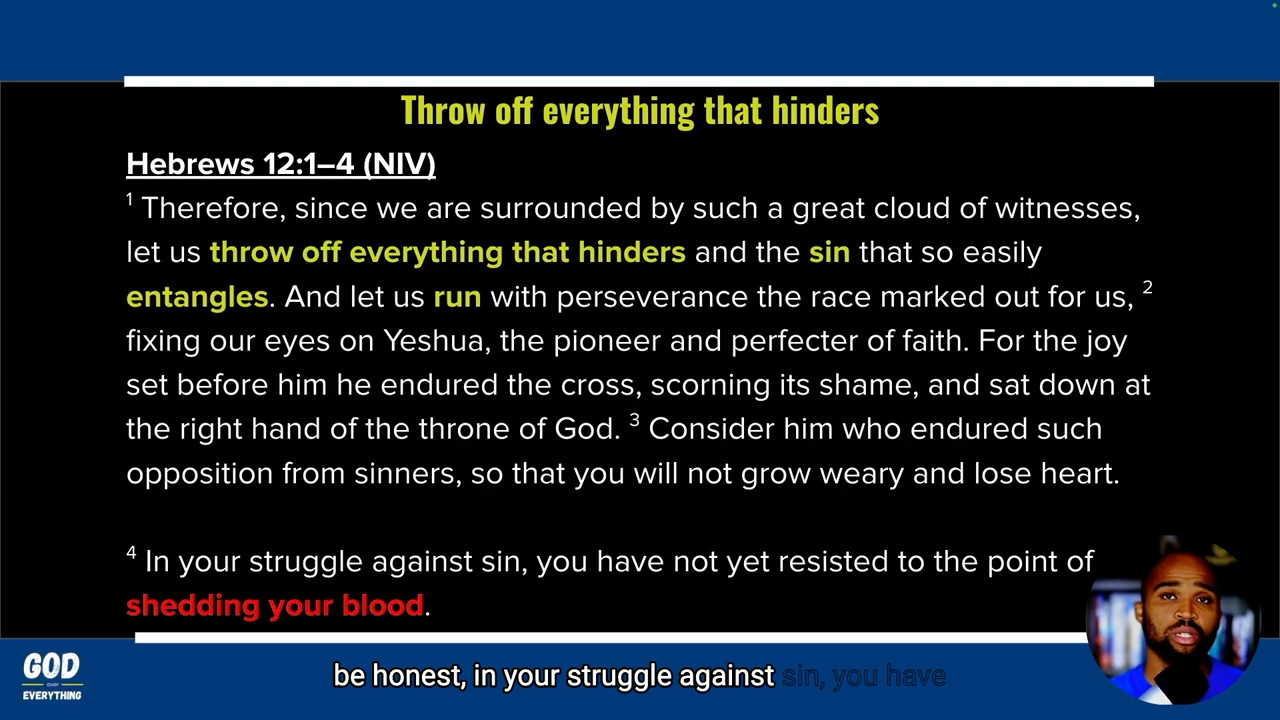 Throw off everything that hinders
Hebrews 12:1–4 (NIV)
1 Therefore, since we are surrounded by such a great cloud of witnesses,
let us throw off everything that hinders and the sin that so easily
entangles. And let us run with perseverance the race marked out for us, 2
fixing our eyes on Yeshua, the pioneer and perfecter of faith. For the joy
set before him he endured the cross, scorning its shame, and sat down at
the right hand of the throne of God. 3 Consider him who endured such
opposition from sinners, so that you will not grow weary and lose heart.
4 In your struggle against sin, you have not yet resisted to the point of
shedding your blood.
be honest, in your struggle against sin, you have
GOD
OVER
EVERYTHING